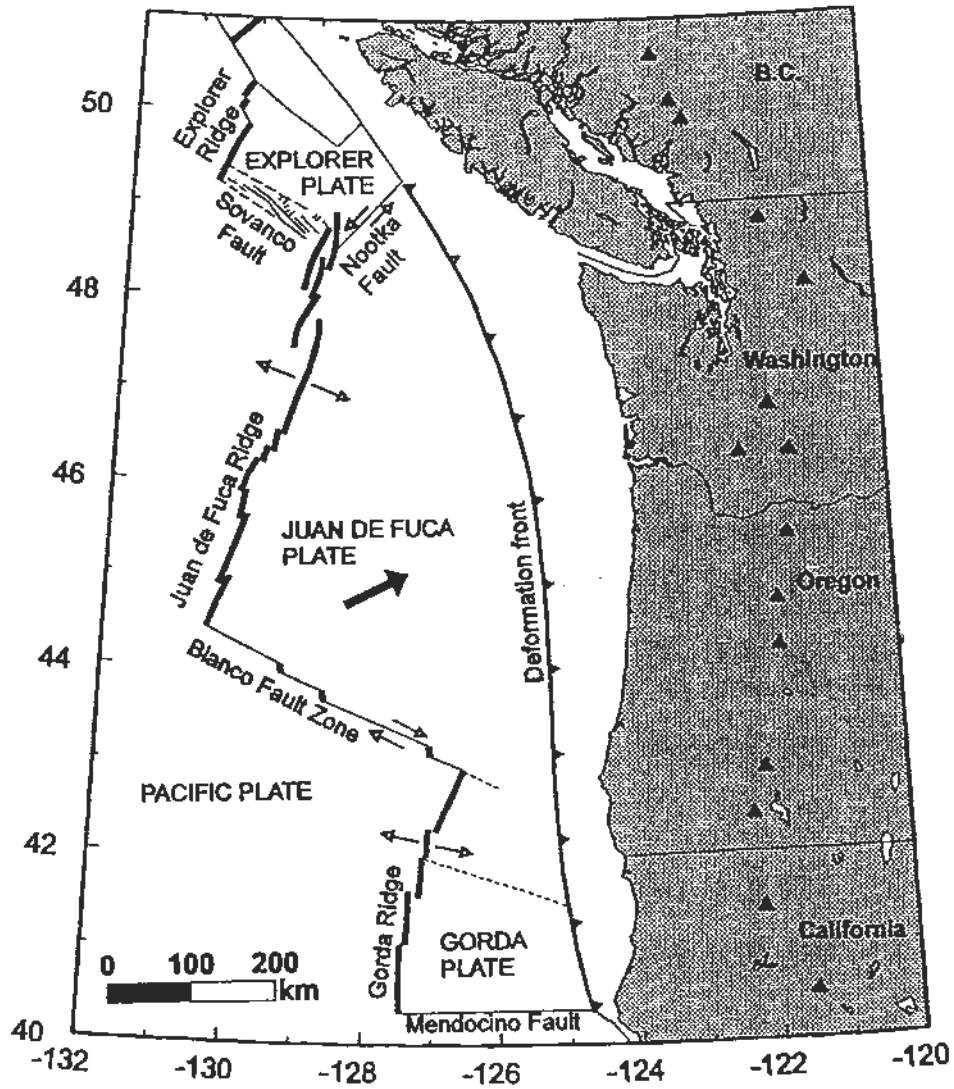 B.C.
50
Explorer
Ridge
EXPLORER
PLATE
Sovanco
Fault
Nootka
Fault
48
Washington
46
Juan de Fuca Ridge
JUAN DE FUCA
PLATE
Deformation front
Oregon
44
Blanco Fault Zone
PACIFIC PLATE
42
Gorda Ridge
GORDA
PLATE
California
0 100 200
km
40
Mendocino Fault
-132 -130 -128 -126 -124 -122 -120